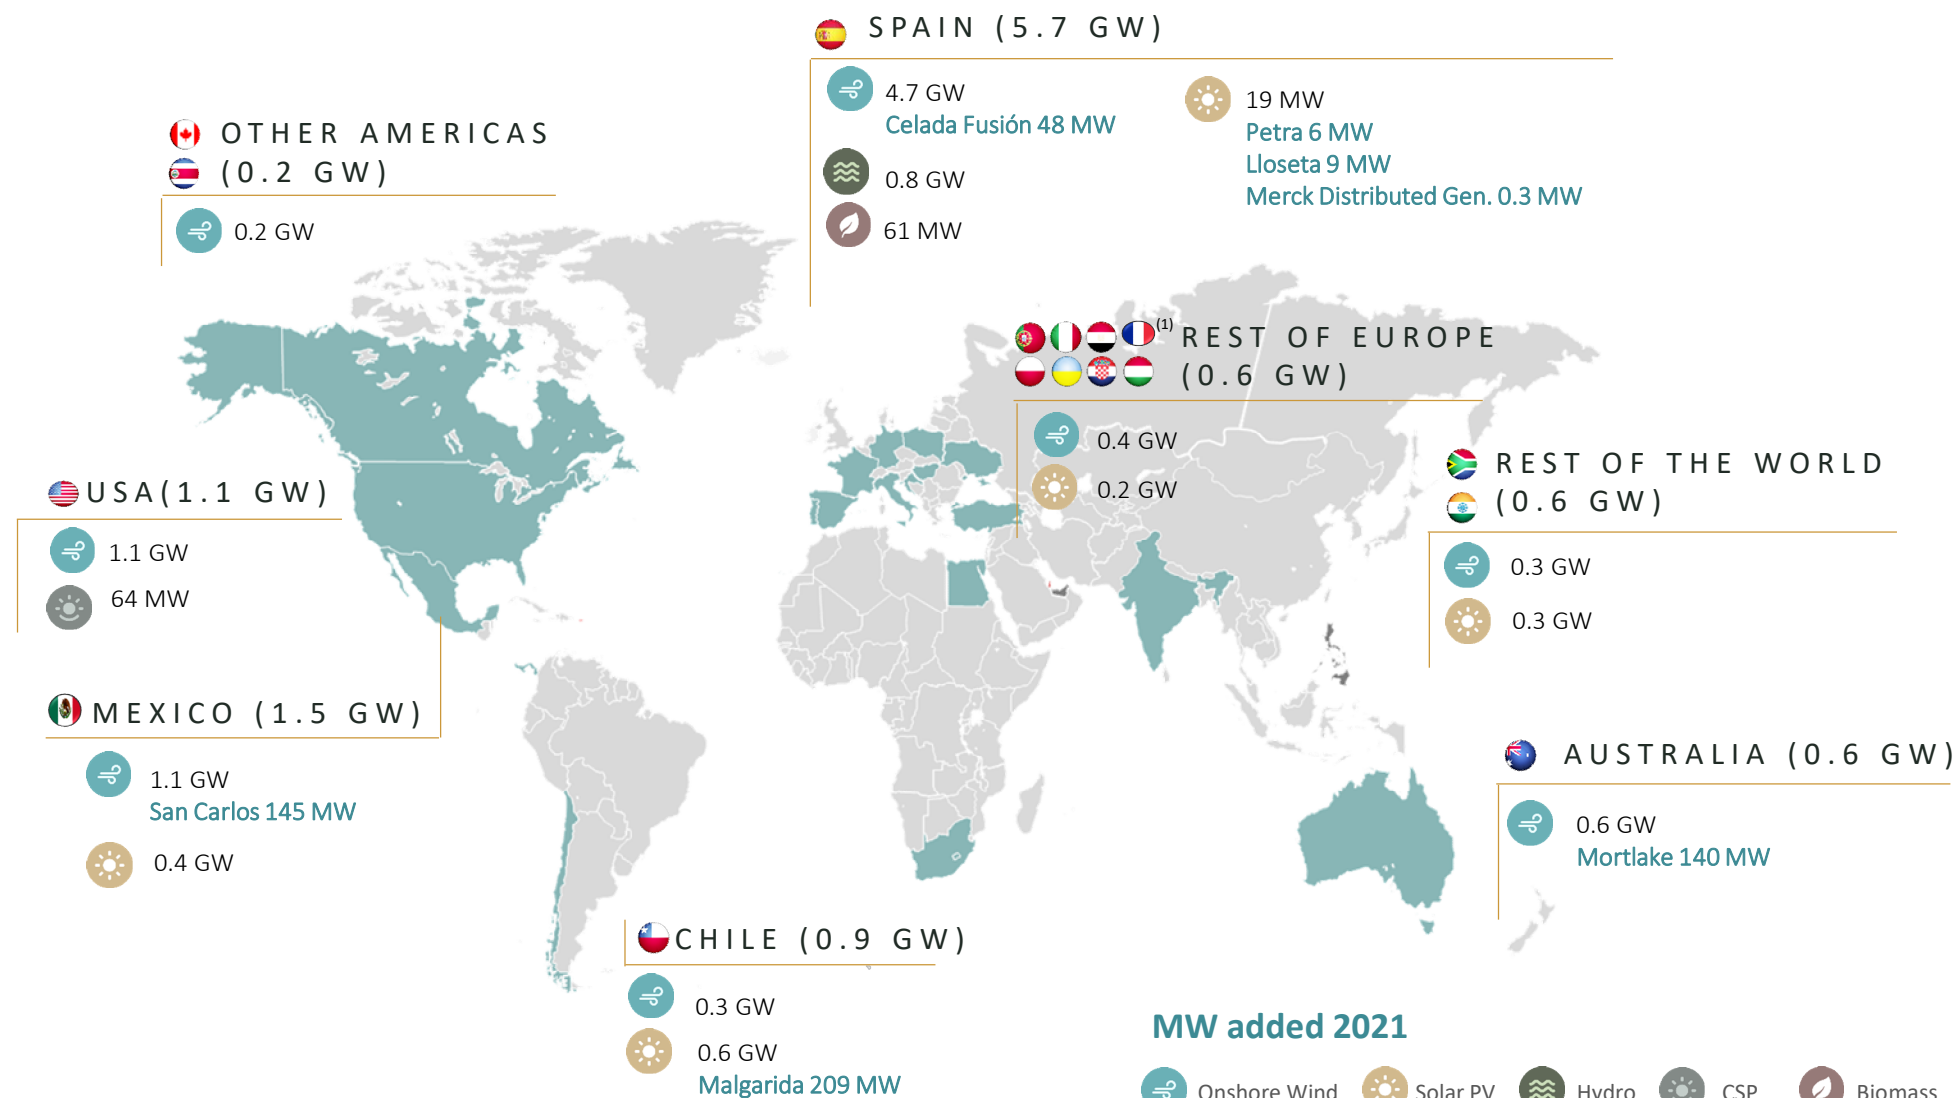 SPAIN (5.7 GW)
4.7 GW
Celada Fusión 48 MW
0.8 GW
61 MW
19 MW
Petra 6 MW
Lloseta 9 MW
Merck Distributed Gen. 0.3 MW
OTHER AMERICAS
(0.2 GW)
0.2 GW
(1)
REST OF EUROPE
(0.6 GW)
0.4 GW
0.2 GW
USA(1.1 GW)
1.1 GW
64 MW
REST OF THE WORLD
(0.6 GW)
0.3 GW
0.3 GW
MEXICO (1.5 GW)
1.1 GW
San Carlos 145 MW
0.4 GW
AUSTRALIA (0.6 GW)
0.6 GW
Mortlake 140 MW
CHILE (0.9 GW)
0.3 GW
0.6 GW
Malgarida 209 MW
MW added 2021
Onshore Wind
Solar PV
Hydro
CSP
Biomass